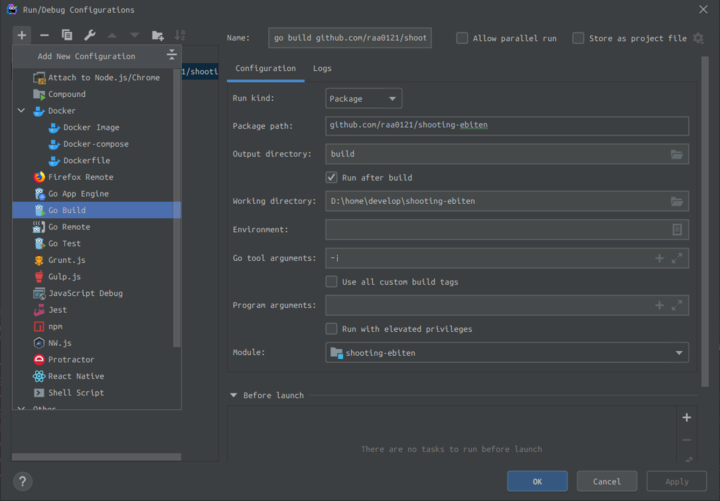 Run/Debug Configurations
Name: go build github.com/raa0121/shoot
Allow parallel run
Store as project file
Add New Configuration
Attach to Node.js/Chrome
1/shooti
Compound
Docker
Docker Image
Docker-compose
Dockerfile
Firefox Remote
Go App Engine
Go Build
Go Remote
Go Test
Grunt.js
Gulp.js
JavaScript Debug
Jest
npm
NW.js
Protractor
React Native
Shell Script
Other
Configuration
Logs
Run kind: Package
Package path: github.com/raa0121/shooting-ebiten
Output directory: build
Run after build
Working directory: D:\home\develop\shooting-ebiten
Environment:
Go tool arguments: -i
Use all custom build tags
Program arguments:
Run with elevated privileges
Module: shooting-ebiten
Before launch
There are no tasks to run before launch
?
OK
Cancel
Apply